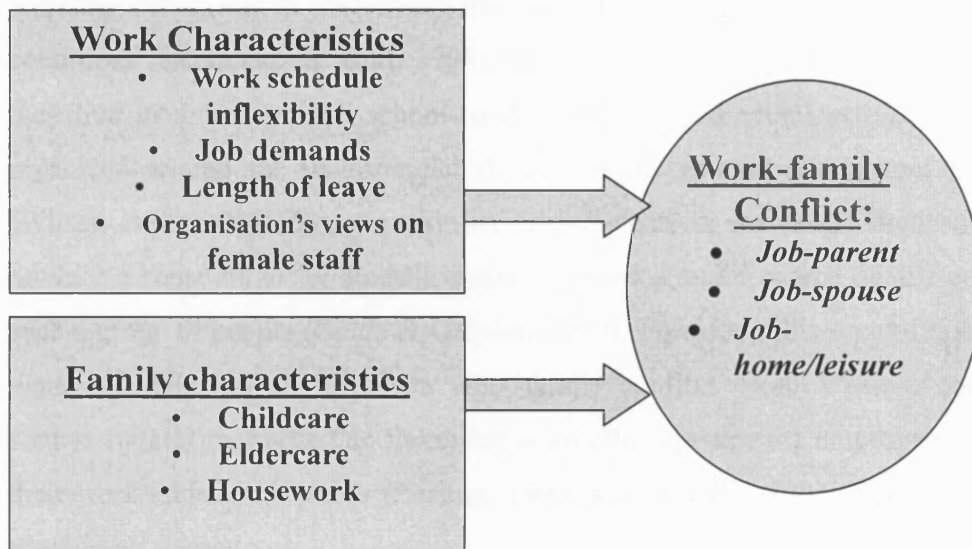 Work Characteristics
• Work schedule
inflexibility
• Job demands
• Length of leave
• Organisation's views on
female staff
Family characteristics
• Childcare
• Eldercare
• Housework
Work-family
Conflict:
• Job-parent
• Job-spouse
• Job-
home/leisure